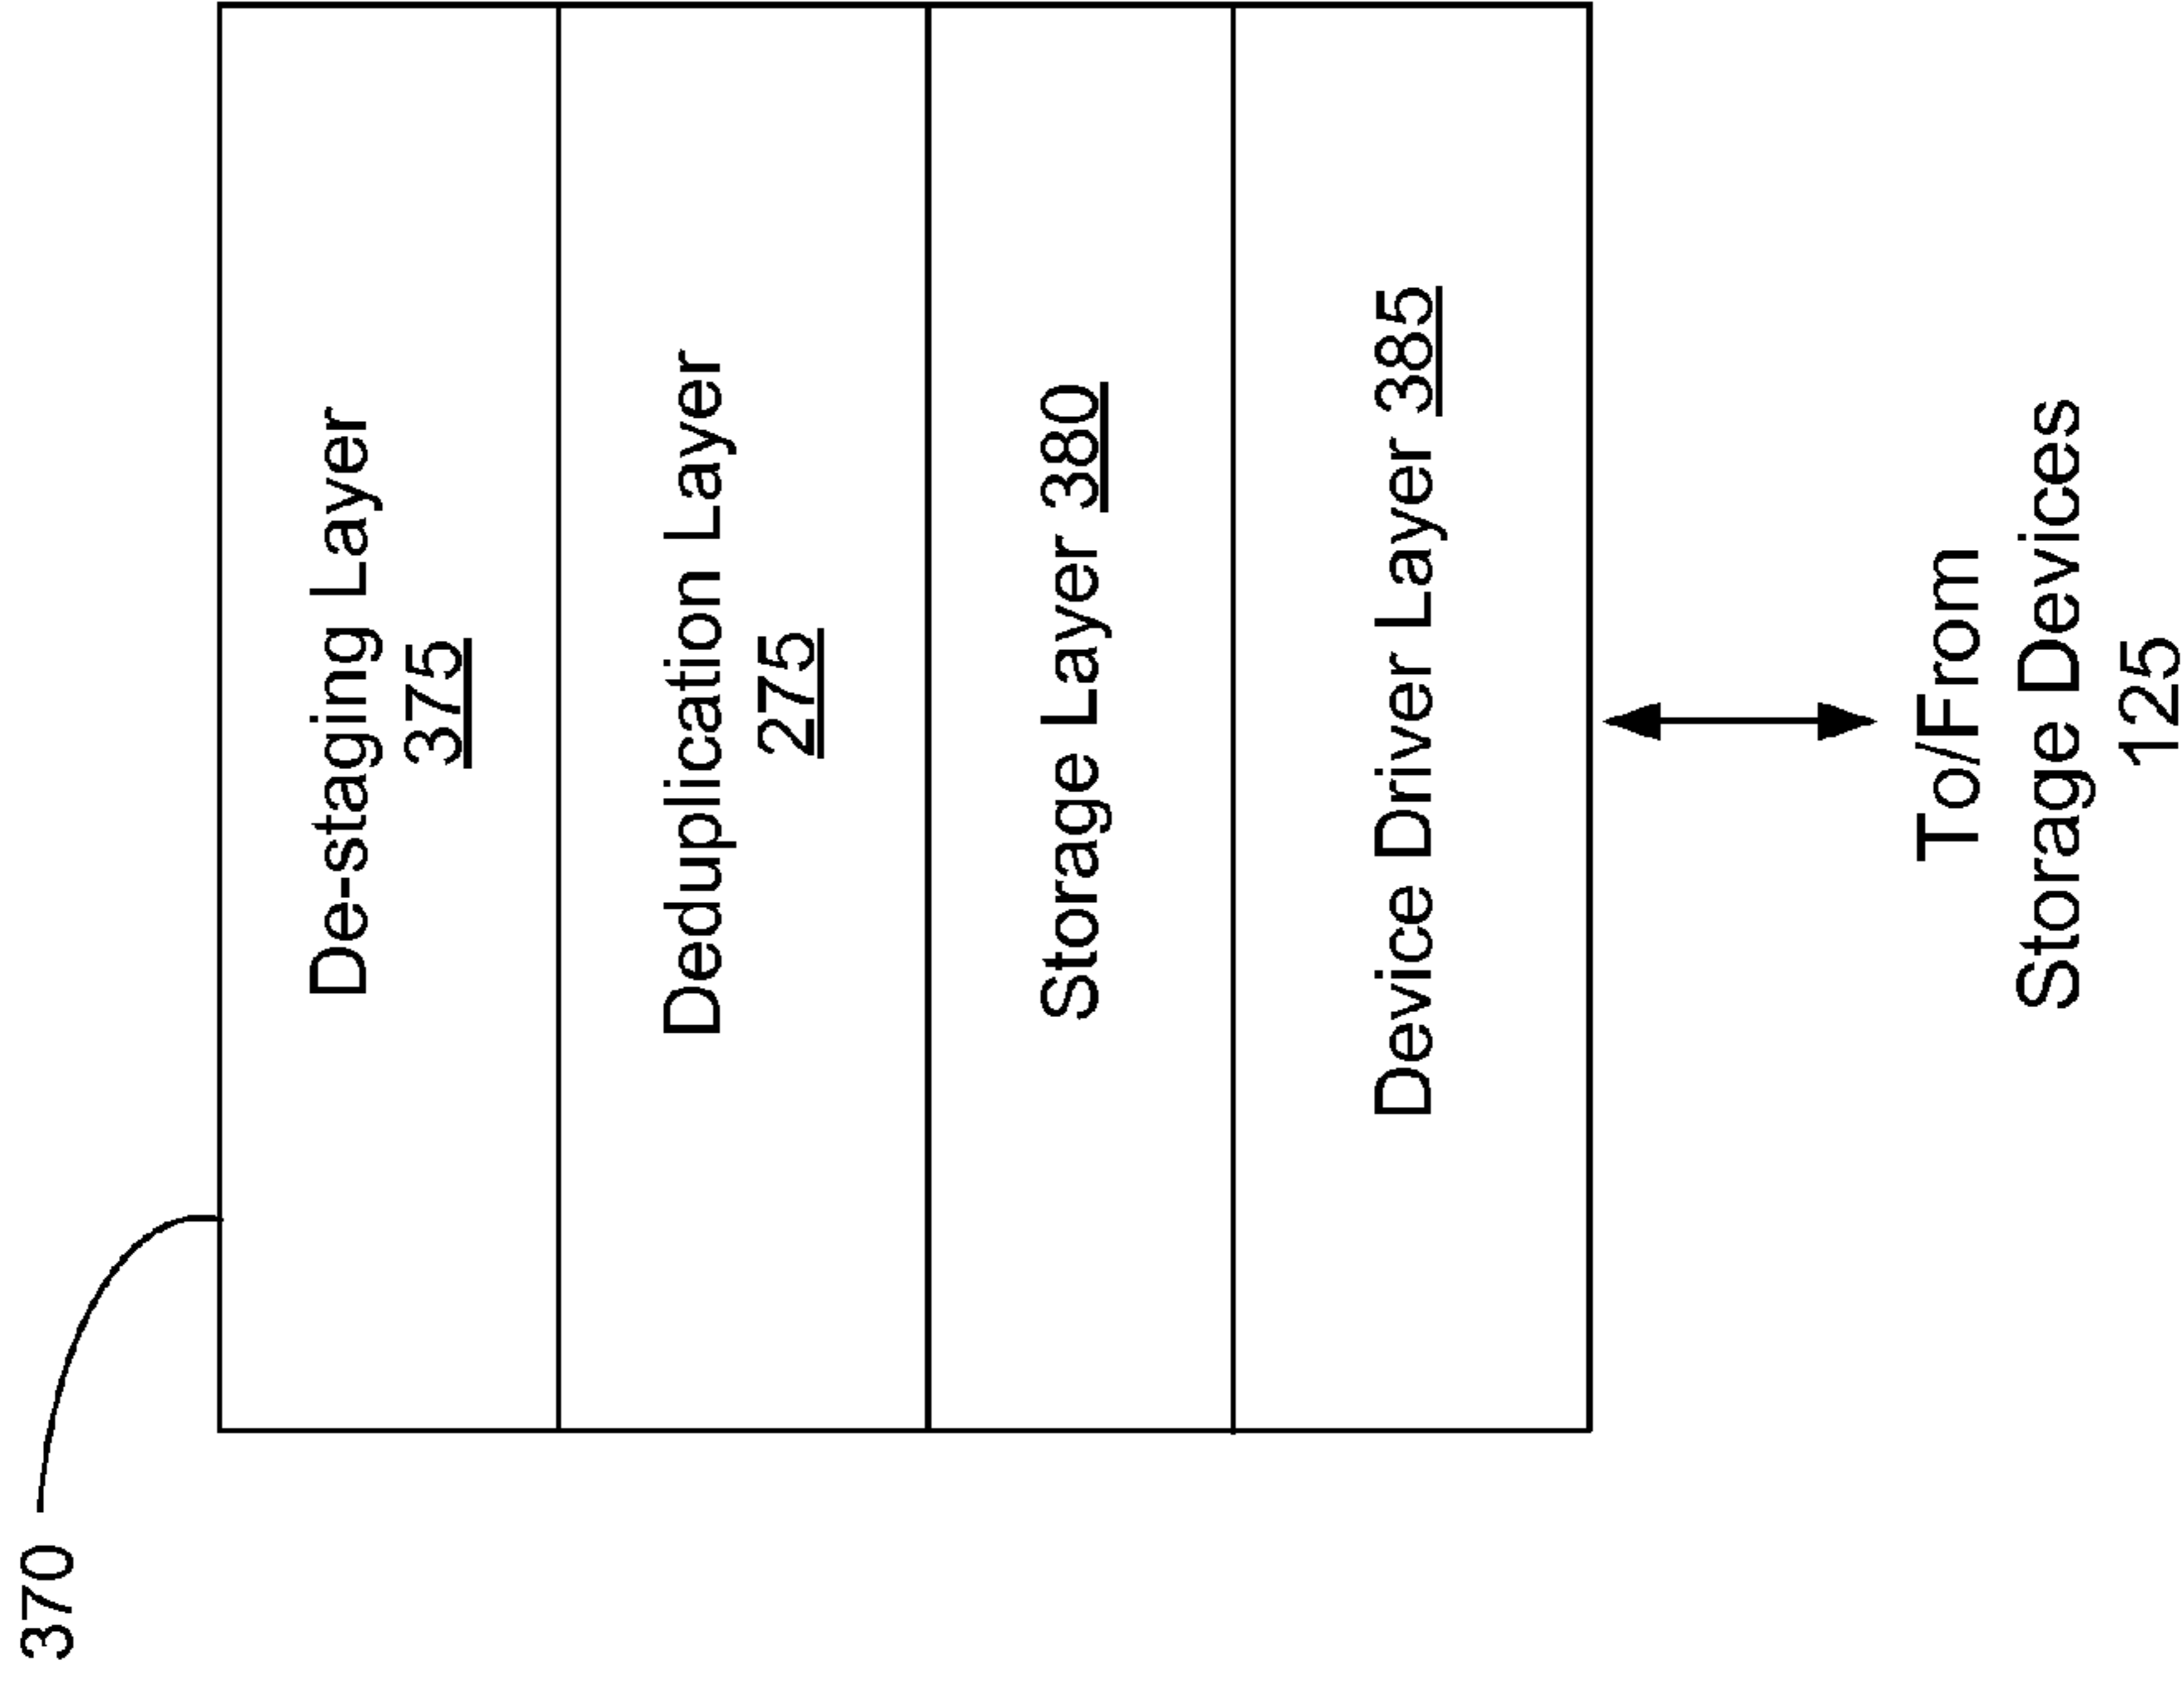 370
De-staging Layer
375
Deduplication Layer
275
Storage Layer 380
Device Driver Layer 385
To/From
Storage Devices
125